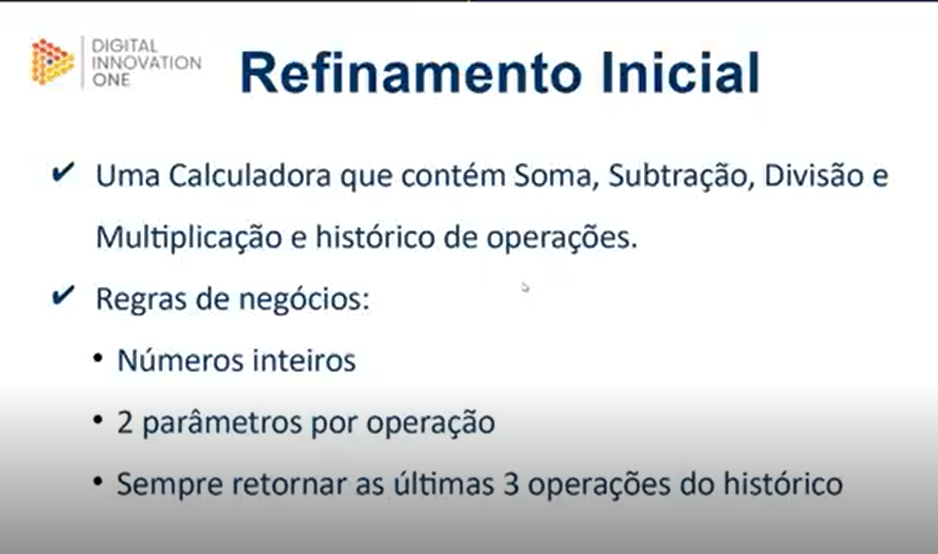 DIGITAL
INNOVATION
ONE
Refinamento Inicial
✔ Uma Calculadora que contém Soma, Subtração, Divisão e
Multiplicação e histórico de operações.
✔ Regras de negócios:
• Números inteiros
• 2 parâmetros por operação
• Sempre retornar as últimas 3 operações do histórico